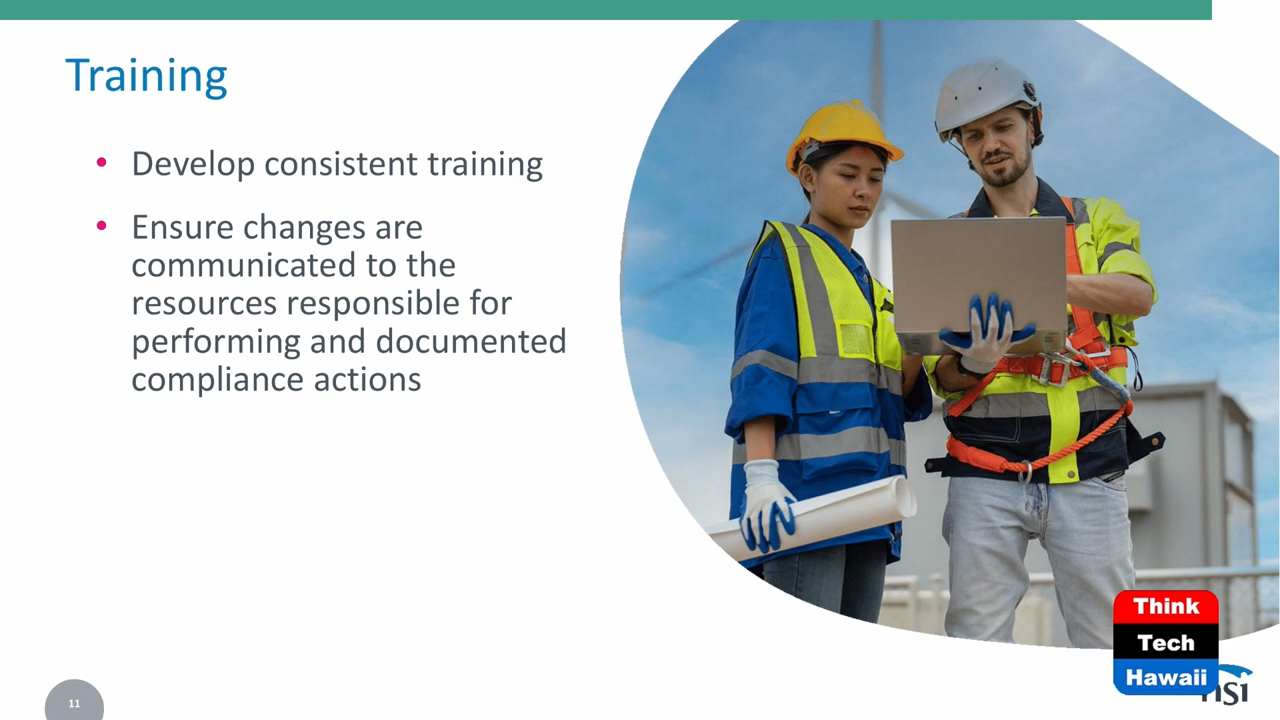 Training
• Develop consistent training
• Ensure changes are
communicated to the
resources responsible for
performing and documented
compliance actions
11
Think
Tech
Hawaii